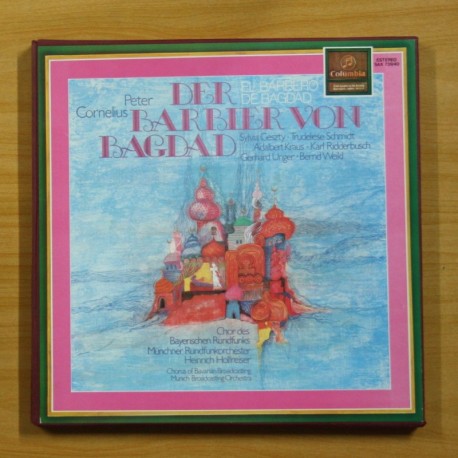 Columbia
ESTEREO
Peter
Cornelius
DER
BARBIER VON
BAGDAD
EL BARBERO
DE BAGDAD
Sylvia Geszty - Trudeliese Schmidt
Adalbert Kraus - Karl Ridderbusch
Gerhard Unger - Bernd Weikl
Chor des
Bayerischen Rundfunks
Münchner Rundfunkorchester
Heinrich Hollreiser
Chorus of Bavarian Broadcasting
Munich Broadcasting Orchestra